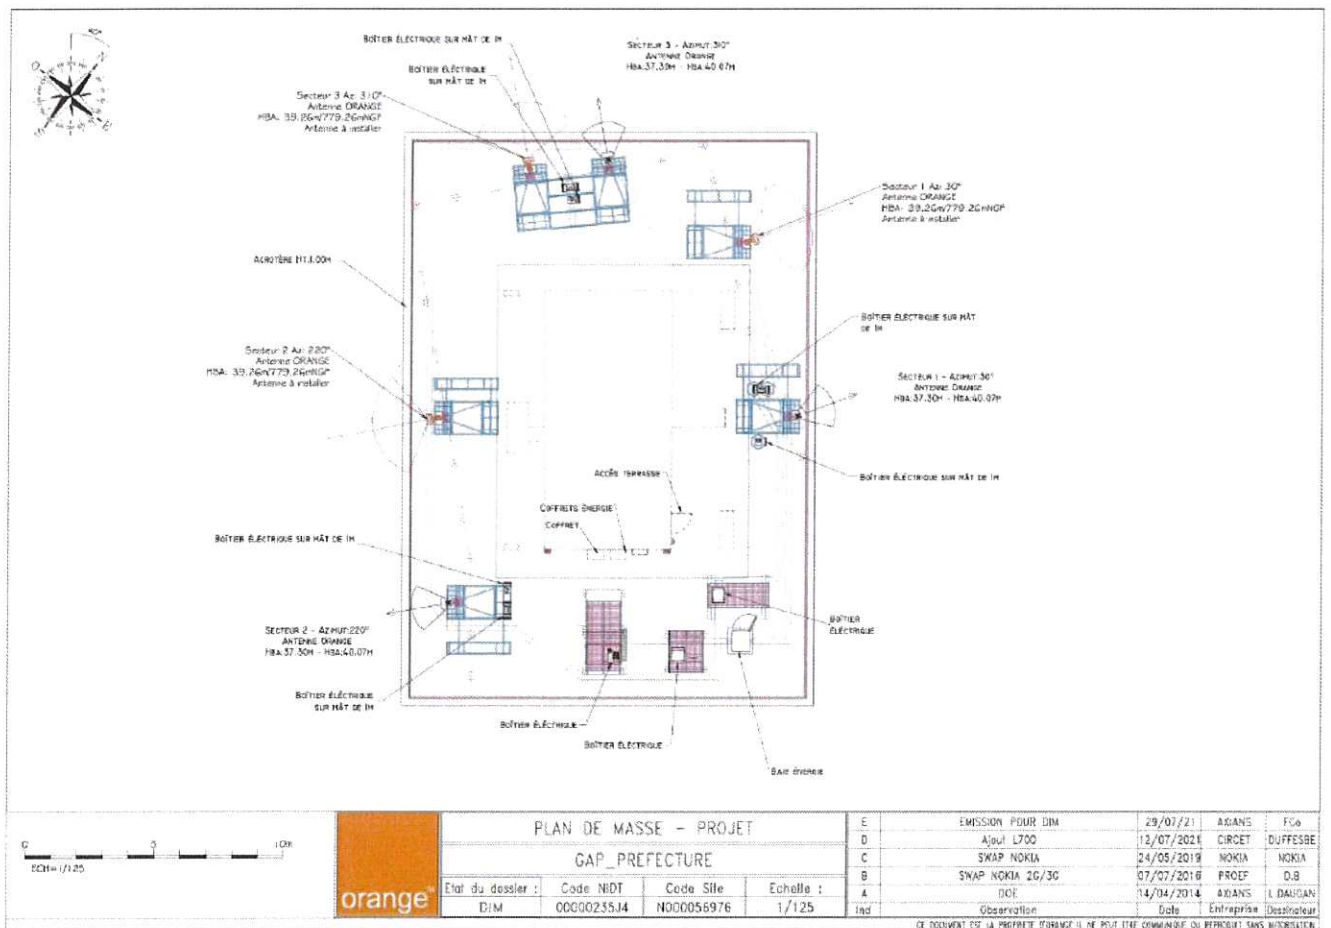 BOÎTIER ÉLECTRIQUE SUR MÂT DE 1M
BOÎTIER ÉLÉCTRIQUE
SUR MÂT DE 1M
SECTEUR 3 - AZIMUT:310°
ANTENNE ORANGE
HBA:37.30M - HSA:40.07M
Secteur 3 Az: 310°
Antenne ORANGE
HBA: 39.26m/779.26mNGF
Antenne à installer
Secteur 1 Az: 30°
Antenne ORANGE
HBA: 39.26m/779.26mNGF
Antenne à installer
ACROTÈRE HT.1.00M
BOÎTIER ÉLECTRIQUE SUR MÂT
DE 1M
Secteur 2 Az: 220°
Antenne ORANGE
HBA: 39.26m/779.26mNGF
Antenne à installer
SECTEUR 1 - AZIMUT:30°
ANTENNE ORANGE
HBA:37.30M - HSA:40.07M
ACCÈS TERRASSE
BOÎTIER ÉLECTRIQUE SUR MÂT DE 1M
COFFRETS ÉNERGIE
COFFRET
BOÎTIER ÉLECTRIQUE SUR MÂT DE 1M
SECTEUR 2 - AZIMUT:220°
ANTENNE ORANGE
HBA:37.30M - HSA:40.07M
BOÎTIER
ÉLECTRIQUE
BOÎTIER ÉLÉCTRIQUE
SUR MÂT DE 1M
BOÎTIER ÉLÉCTRIQUE
BOÎTIER ÉLECTRIQUE
BAIE ÉNERGIE
0 5 10m
ECH=1/125
orange™
PLAN DE MASSE - PROJET
GAP_PREFECTURE
Etat du dossier : Code NIDT Code Site Echelle :
DIM 00000235J4 N000056976 1/125
E EMISSION POUR DIM 29/07/21 AXIANS FGo
D Ajout L700 12/07/2021 CIRCET DUFFESBE
C SWAP NOKIA 24/05/2019 NOKIA NOKIA
B SWAP NOKIA 2G/3G 07/07/2016 PROEF D.B
A DOE 14/04/2014 AXIANS L.DAUGAN
Ind Observation Date Entreprise Dessinateur
CE DOCUMENT EST LA PROPRIETE D'ORANGE IL NE PEUT ETRE COMMUNIQUE OU REPRODUIT SANS AUTORISATION